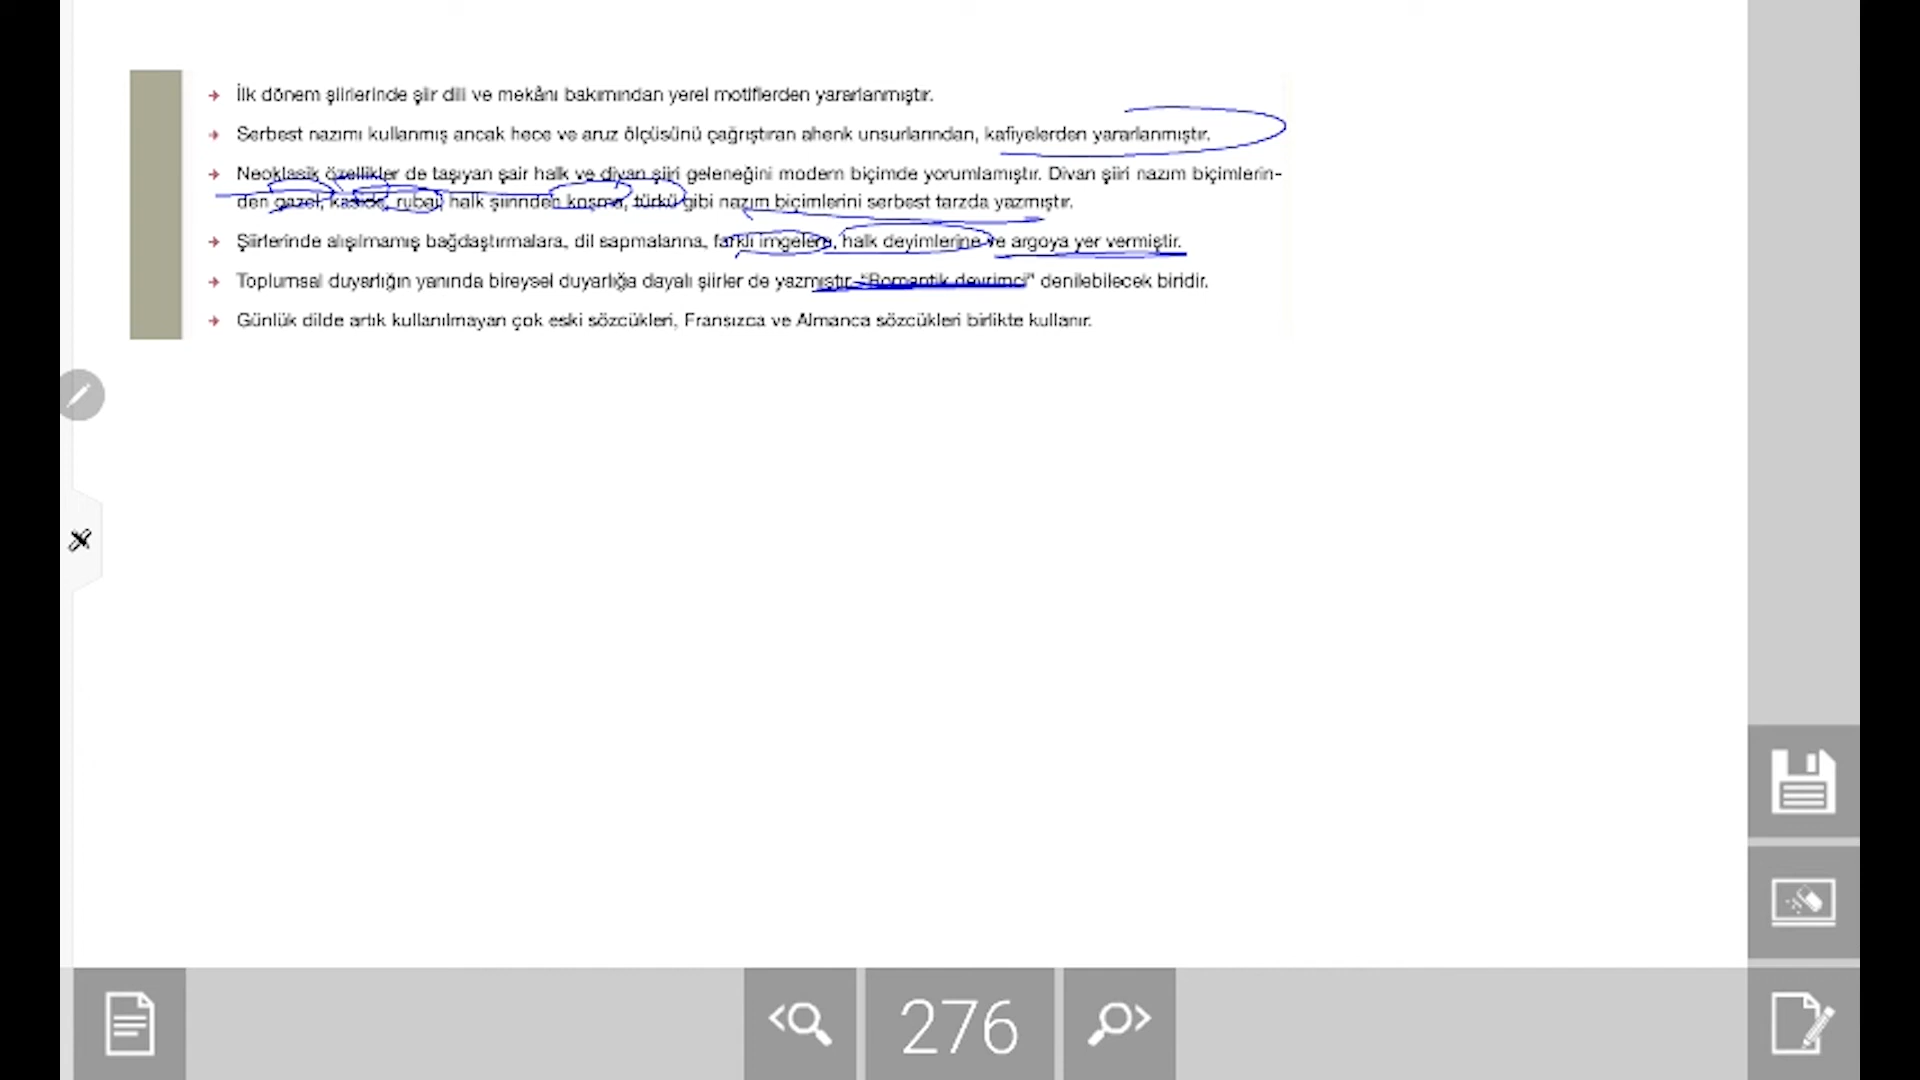 İlk dönem şiirlerinde şiir dili ve mekânı bakımından yerel motiflerden yararlanmıştır.
Serbest nazımı kullanmış ancak hece ve aruz ölçüsünü çağrıştıran ahenk unsurlarından, kafiyelerden yararlanmıştır.
Neoklasik özellikler de taşıyan şair halk ve divan şiiri geleneğini modern biçimde yorumlamıştır. Divan şiiri nazım biçimlerin-
den gazel, kaside, rubai, halk şiirinden koşma, türkü gibi nazım biçimlerini serbest tarzda yazmıştır.
Şiirlerinde alışılmamış bağdaştırmalara, dil sapmalarına, farklı imgelere, halk deyimlerine ve argoya yer vermiştir.
Toplumsal duyarlığın yanında bireysel duyarlığa dayalı şiirler de yazmıştır. "Romantik devrimci" denilebilecek biridir.
Günlük dilde artık kullanılmayan çok eski sözcükleri, Fransızca ve Almanca sözcükleri birlikte kullanır.
276